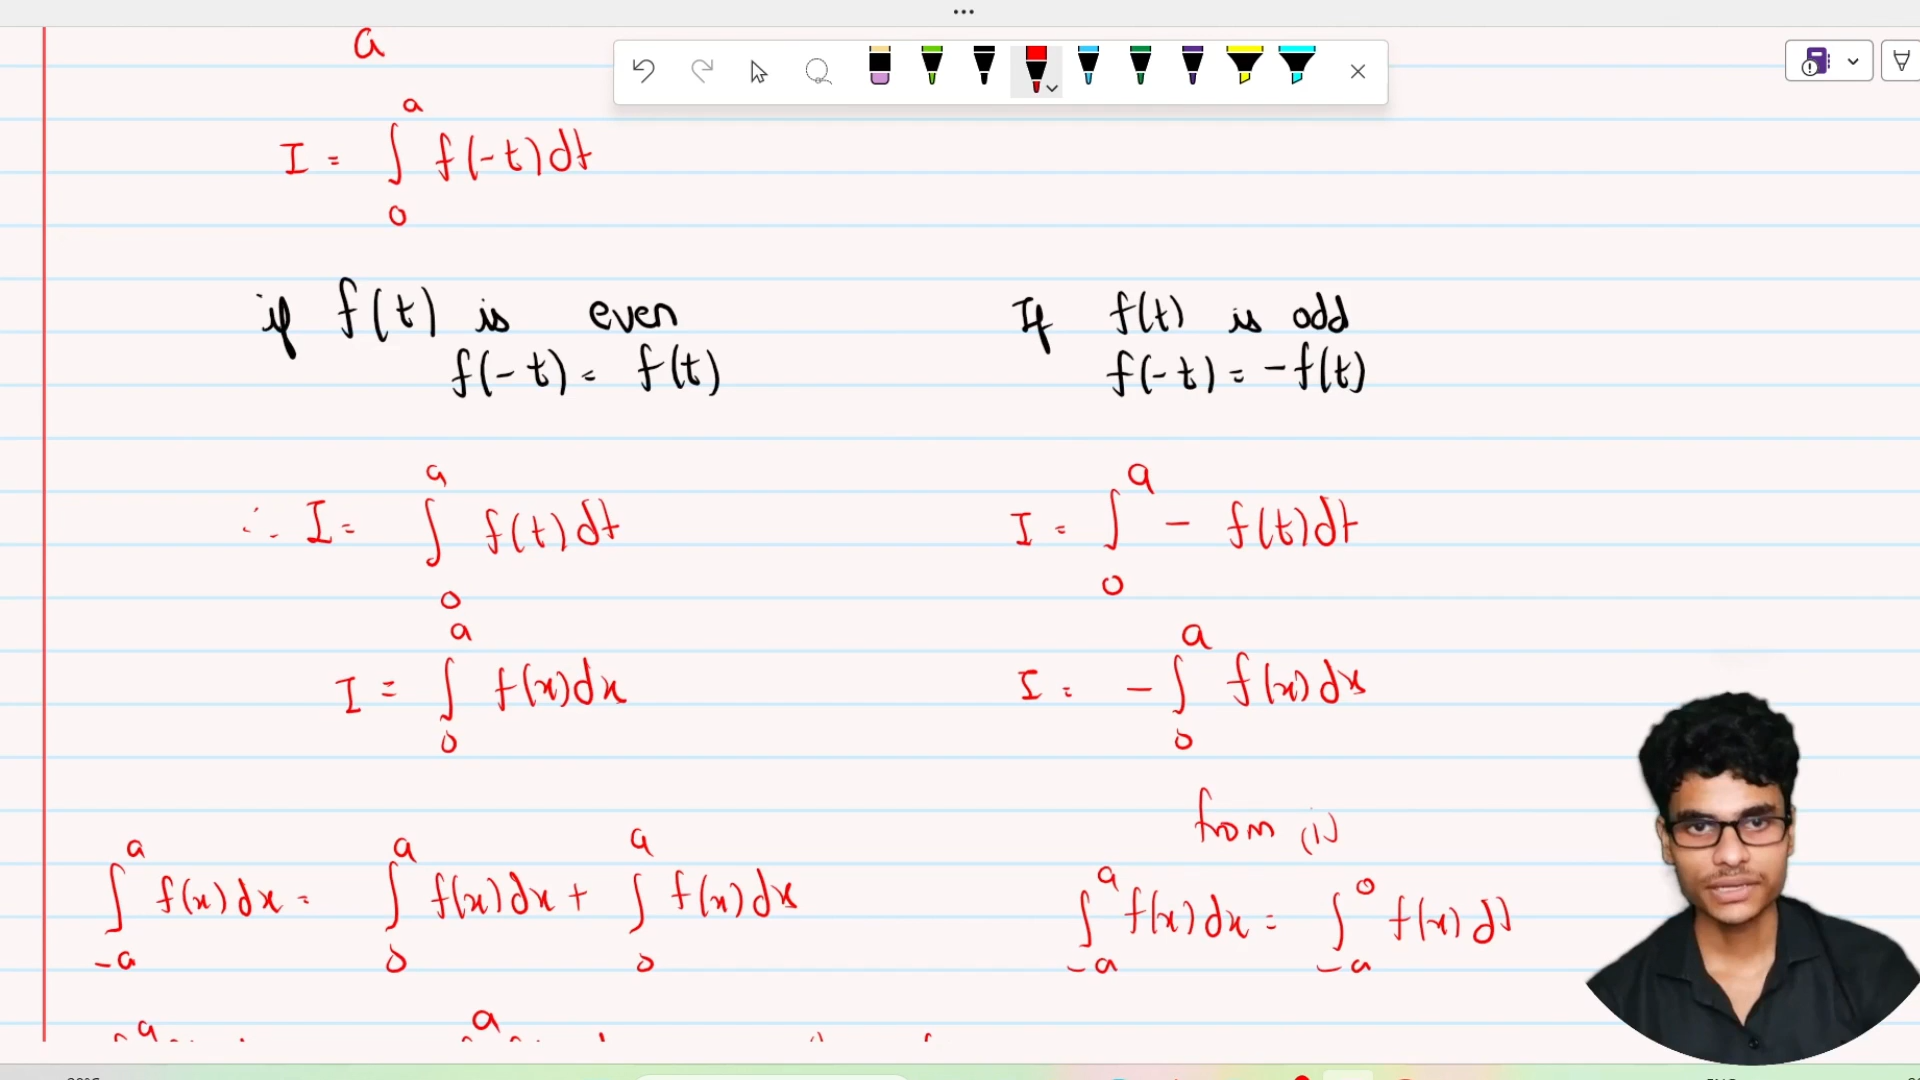 a
I = ∫₀ᵃ f(-t)dt
if f(t) is even
f(-t) = f(t)
∴ I = ∫₀ᵃ f(t)dt
I = ∫₀ᵃ f(x)dx
∫₋ₐᵃ f(x)dx = ∫₀ᵃ f(x)dx + ∫₀ᵃ f(x)dx
a
a
If f(t) is odd
f(-t) = -f(t)
I = ∫₀ᵃ - f(t)dt
I = - ∫₀ᵃ f(x)dx
from (1)
∫₋ₐᵃ f(x)dx = ∫₋ₐ⁰ f(x)d